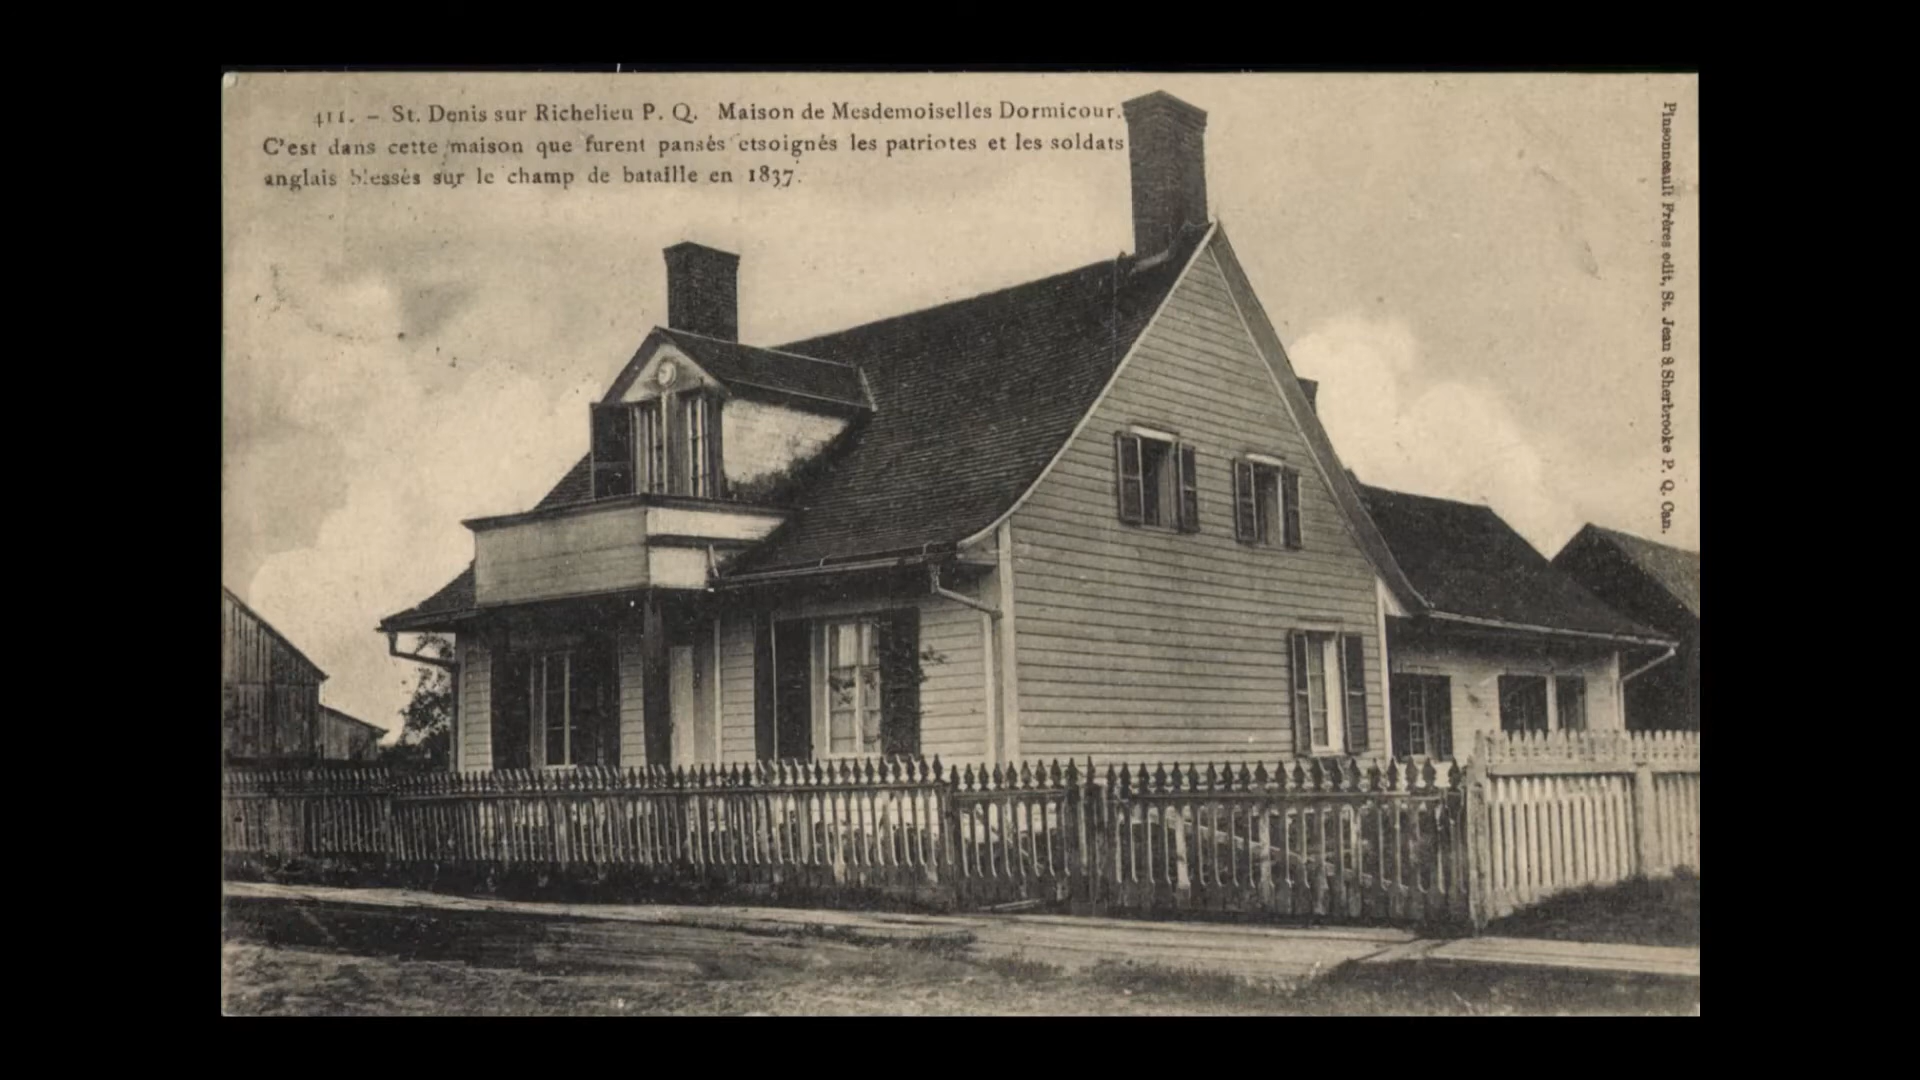 411. - St. Denis sur Richelieu P. Q. Maison de Mesdemoiselles Dormicour.
C'est dans cette maison que furent pansés etsoignés les patriotes et les soldats
anglais blessés sur le champ de bataille en 1837.
Pinsonneault Frères edit, St. Jean & Sherbrooke P. Q. Can.